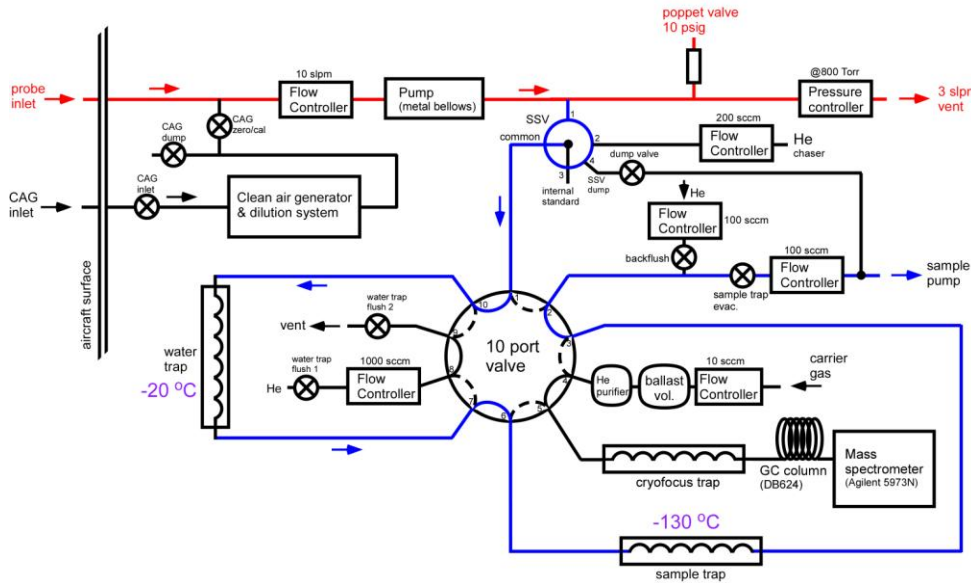 poppet valve
10 psig
probe
inlet
10 slpm
Flow
Controller
Pump
(metal bellows)
@800 Torr
Pressure
controller
3 slpr
vent
CAG
zero/cal
CAG
dump
SSV
common
1
2
3
4
200 sccm
Flow
Controller
He
chaser
dump valve
SSV
dump
internal
standard
CAG
inlet
CAG
inlet
Clean air generator
& dilution system
aircraft surface
He
Flow
Controller
100 sccm
backflush
sample trap
evac.
100 sccm
Flow
Controller
sample
pump
water
trap
-20 °C
water trap
flush 2
vent
water trap
flush 1
He
1000 sccm
Flow
Controller
10 port
valve
1
2
3
4
5
6
7
8
9
10
He
purifier
ballast
vol.
10 sccm
Flow
Controller
carrier
gas
cryofocus trap
GC column
(DB624)
Mass
spectrometer
(Agilent 5973N)
-130 °C
sample trap